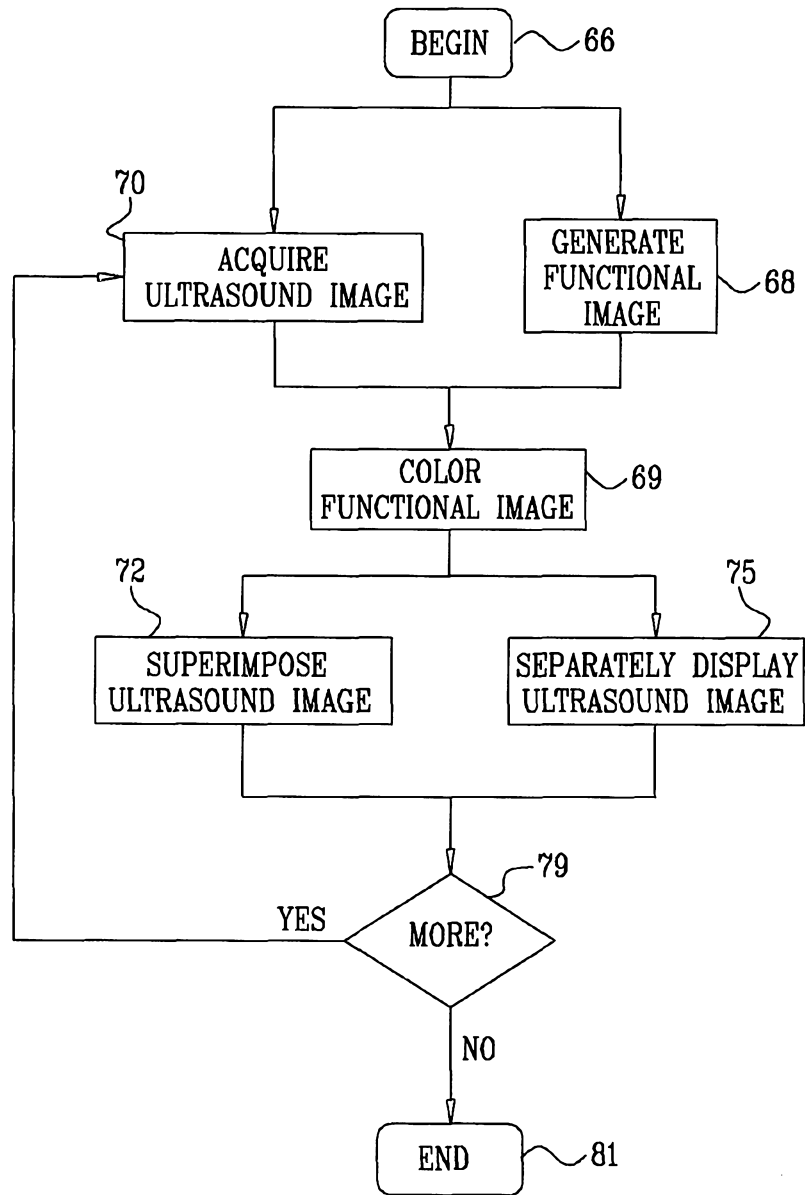 BEGIN
66
70
ACQUIRE
ULTRASOUND IMAGE
GENERATE
FUNCTIONAL
IMAGE
68
COLOR
FUNCTIONAL IMAGE
69
72
SUPERIMPOSE
ULTRASOUND IMAGE
75
SEPARATELY DISPLAY
ULTRASOUND IMAGE
79
YES
MORE?
NO
END
81